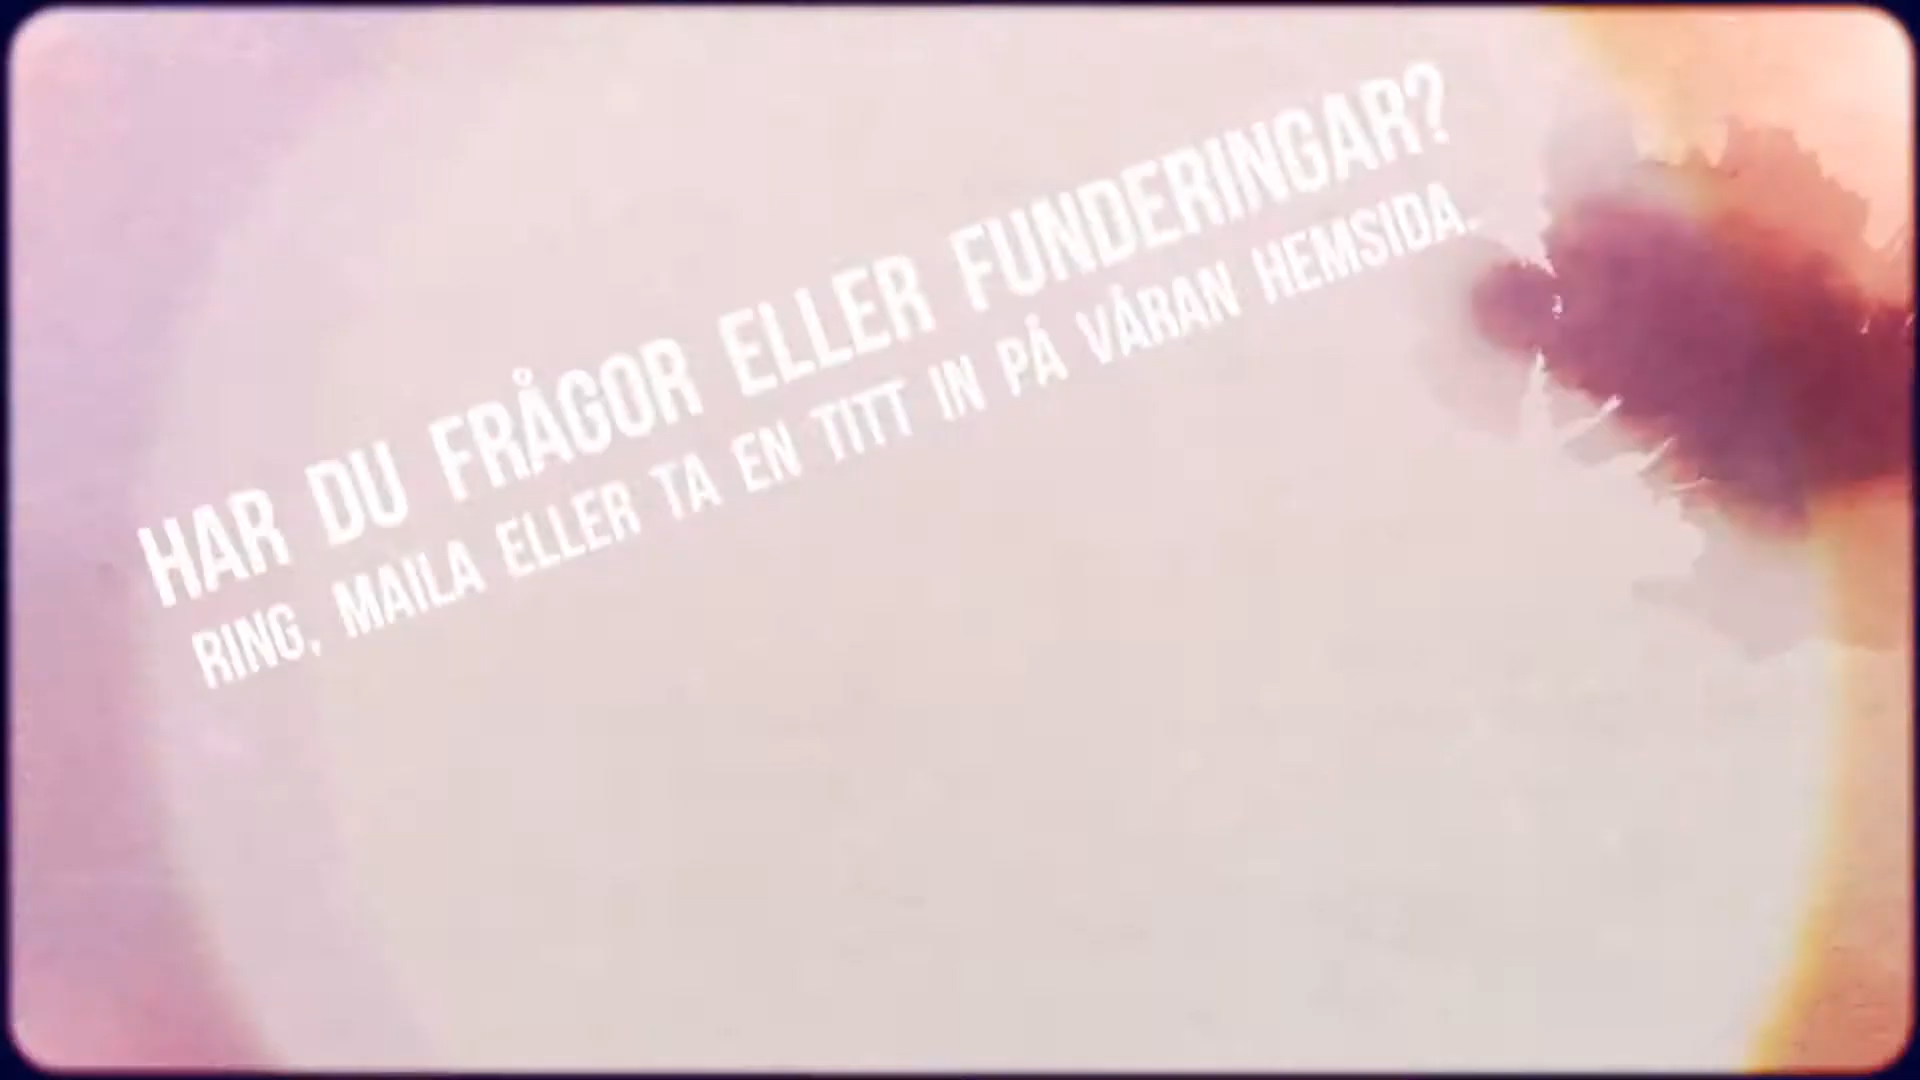 HAR DU FRÅGOR ELLER FUNDERINGAR?
RING, MAILA ELLER TA EN TITT IN PÅ VÅRAN HEMSIDA.